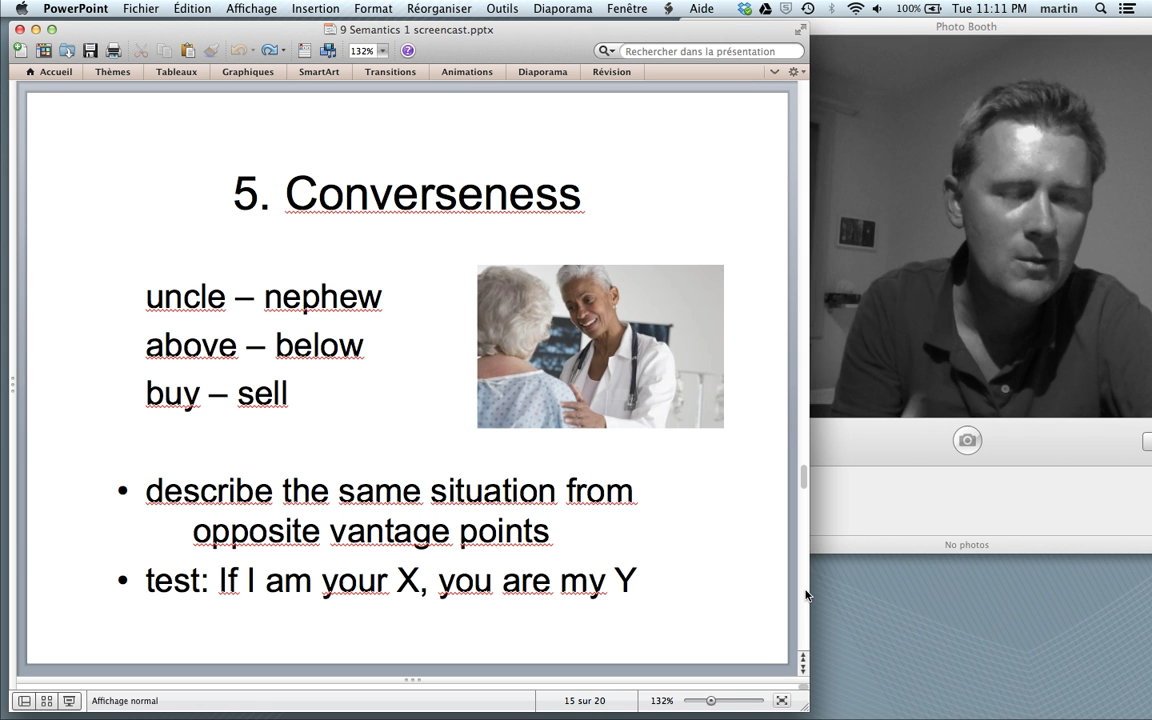 PowerPoint Fichier Édition Affichage Insertion Format Réorganiser Outils Diaporama Fenêtre Aide 100% Tue 11:11 PM martin
9 Semantics 1 screencast.pptx
Photo Booth
132%
Rechercher dans la présentation
Accueil Thèmes Tableaux Graphiques SmartArt Transitions Animations Diaporama Révision
5. Converseness
uncle – nephew
above – below
buy – sell
• describe the same situation from
opposite vantage points
• test: If I am your X, you are my Y
No photos
Affichage normal 15 sur 20 132%